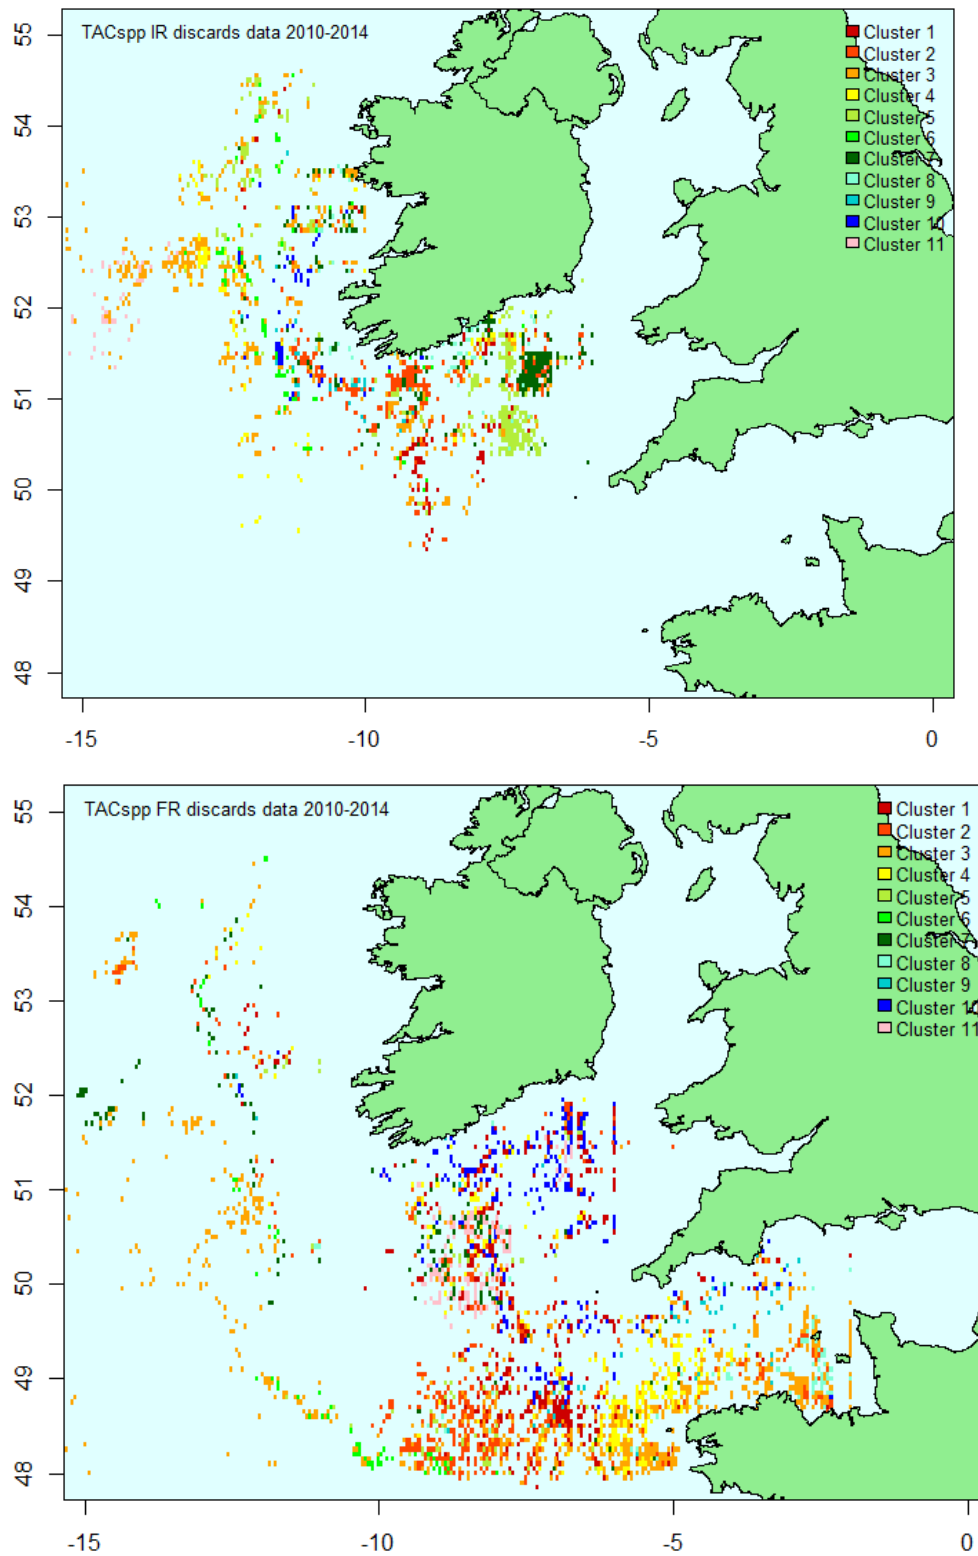 TACspp IR discards data 2010-2014
Cluster 1
Cluster 2
Cluster 3
Cluster 4
Cluster 5
Cluster 6
Cluster 7
Cluster 8
Cluster 9
Cluster 10
Cluster 11
55
54
53
52
51
50
49
48
-15
-10
-5
0
TACspp FR discards data 2010-2014
Cluster 1
Cluster 2
Cluster 3
Cluster 4
Cluster 5
Cluster 6
Cluster 7
Cluster 8
Cluster 9
Cluster 10
Cluster 11
55
54
53
52
51
50
49
48
-15
-10
-5
0